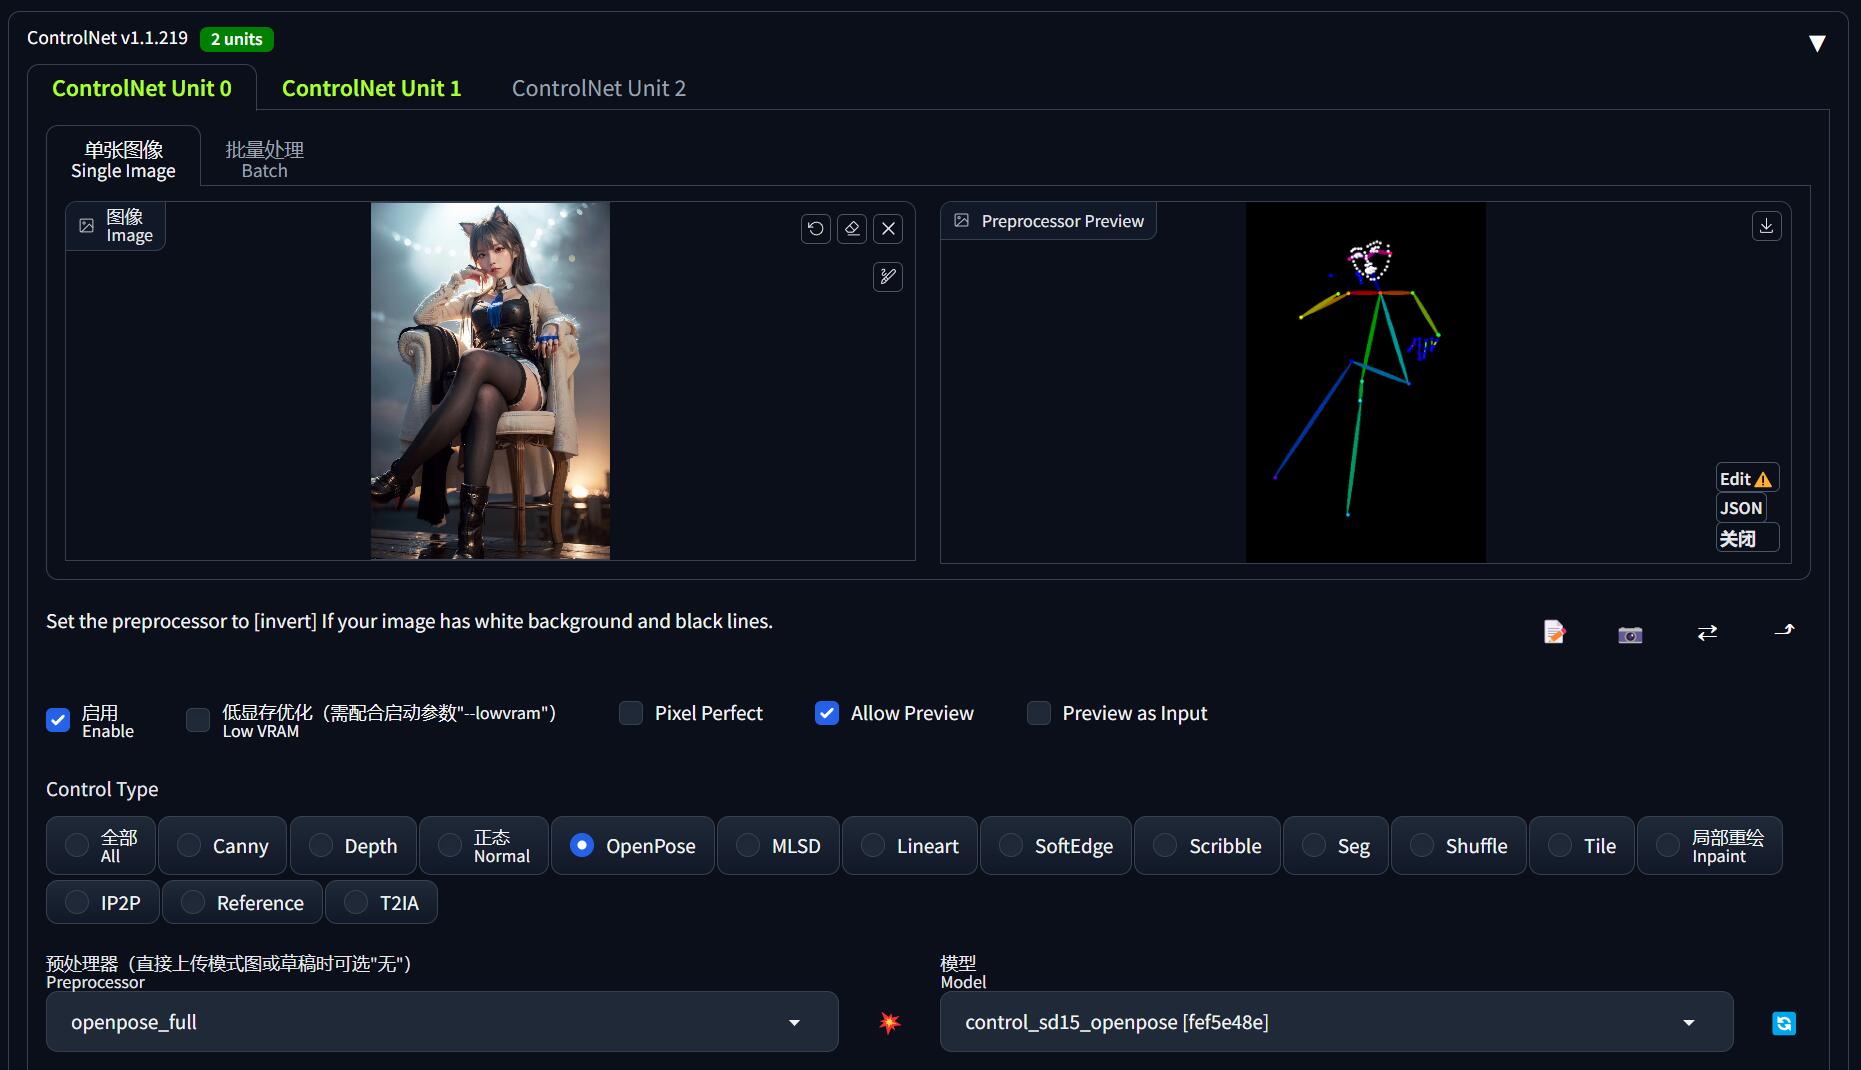 ControlNet v1.1.219 2 units
ControlNet Unit 0 ControlNet Unit 1 ControlNet Unit 2
单张图像
Single Image
批量处理
Batch
图像
Image
Preprocessor Preview
Edit
JSON
关闭
Set the preprocessor to [invert] If your image has white background and black lines.
启用
Enable
低显存优化（需配合启动参数"--lowvram"）
Low VRAM
Pixel Perfect
Allow Preview
Preview as Input
Control Type
全部
All
Canny
Depth
正态
Normal
OpenPose
MLSD
Lineart
SoftEdge
Scribble
Seg
Shuffle
Tile
局部重绘
Inpaint
IP2P
Reference
T2IA
预处理器（直接上传模式图或草稿时可选"无"）
Preprocessor
openpose_full
模型
Model
control_sd15_openpose [fef5e48e]